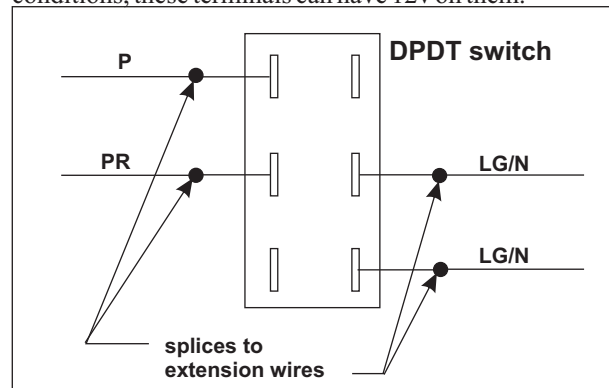 conditions, these terminals can have 12v on them.
DPDT switch
P
PR
LG/N
LG/N
splices to
extension wires